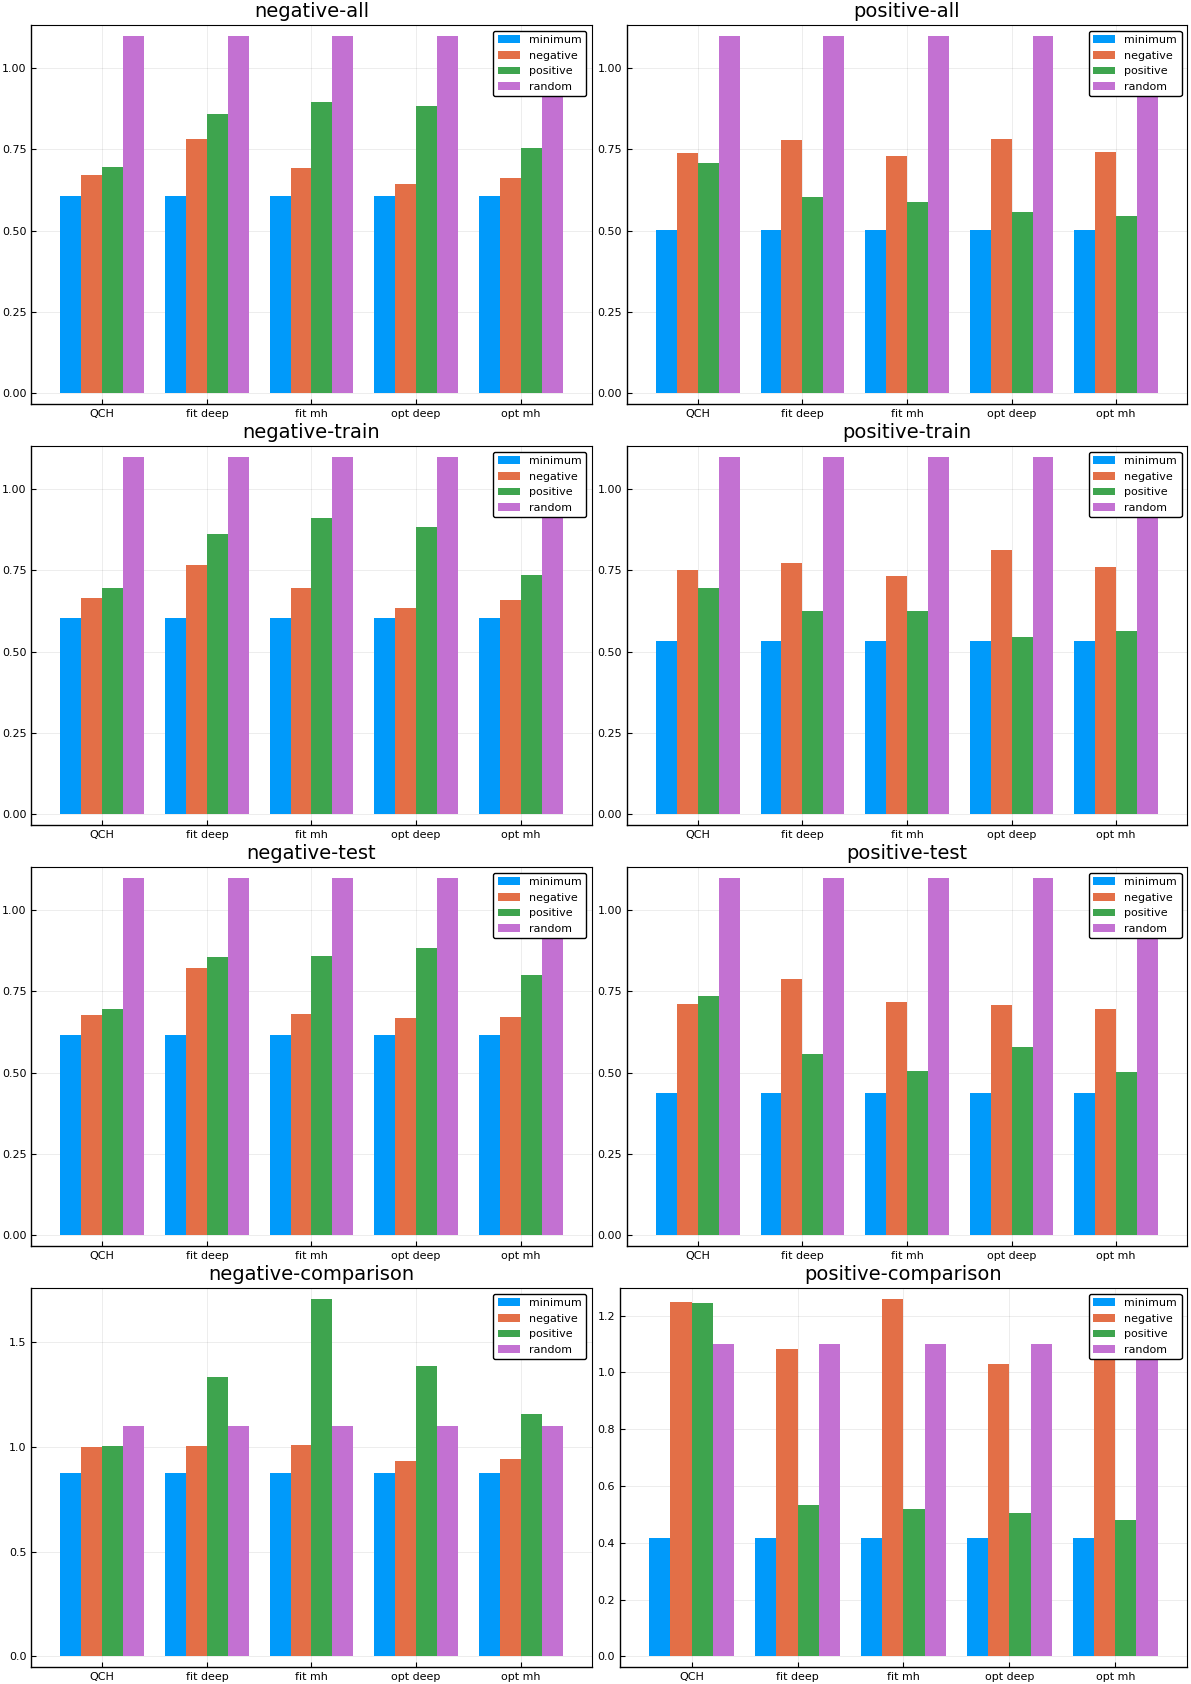 negative-all
1.00
0.75
0.50
0.25
0.00
minimum
negative
positive
random
QCH fit deep fit mh opt deep opt mh
positive-all
1.00
0.75
0.50
0.25
0.00
minimum
negative
positive
random
QCH fit deep fit mh opt deep opt mh
negative-train
1.00
0.75
0.50
0.25
0.00
minimum
negative
positive
random
QCH fit deep fit mh opt deep opt mh
positive-train
1.00
0.75
0.50
0.25
0.00
minimum
negative
positive
random
QCH fit deep fit mh opt deep opt mh
negative-test
1.00
0.75
0.50
0.25
0.00
minimum
negative
positive
random
QCH fit deep fit mh opt deep opt mh
positive-test
1.00
0.75
0.50
0.25
0.00
minimum
negative
positive
random
QCH fit deep fit mh opt deep opt mh
negative-comparison
1.5
1.0
0.5
0.0
minimum
negative
positive
random
QCH fit deep fit mh opt deep opt mh
positive-comparison
1.2
1.0
0.8
0.6
0.4
0.2
0.0
minimum
negative
positive
random
QCH fit deep fit mh opt deep opt mh